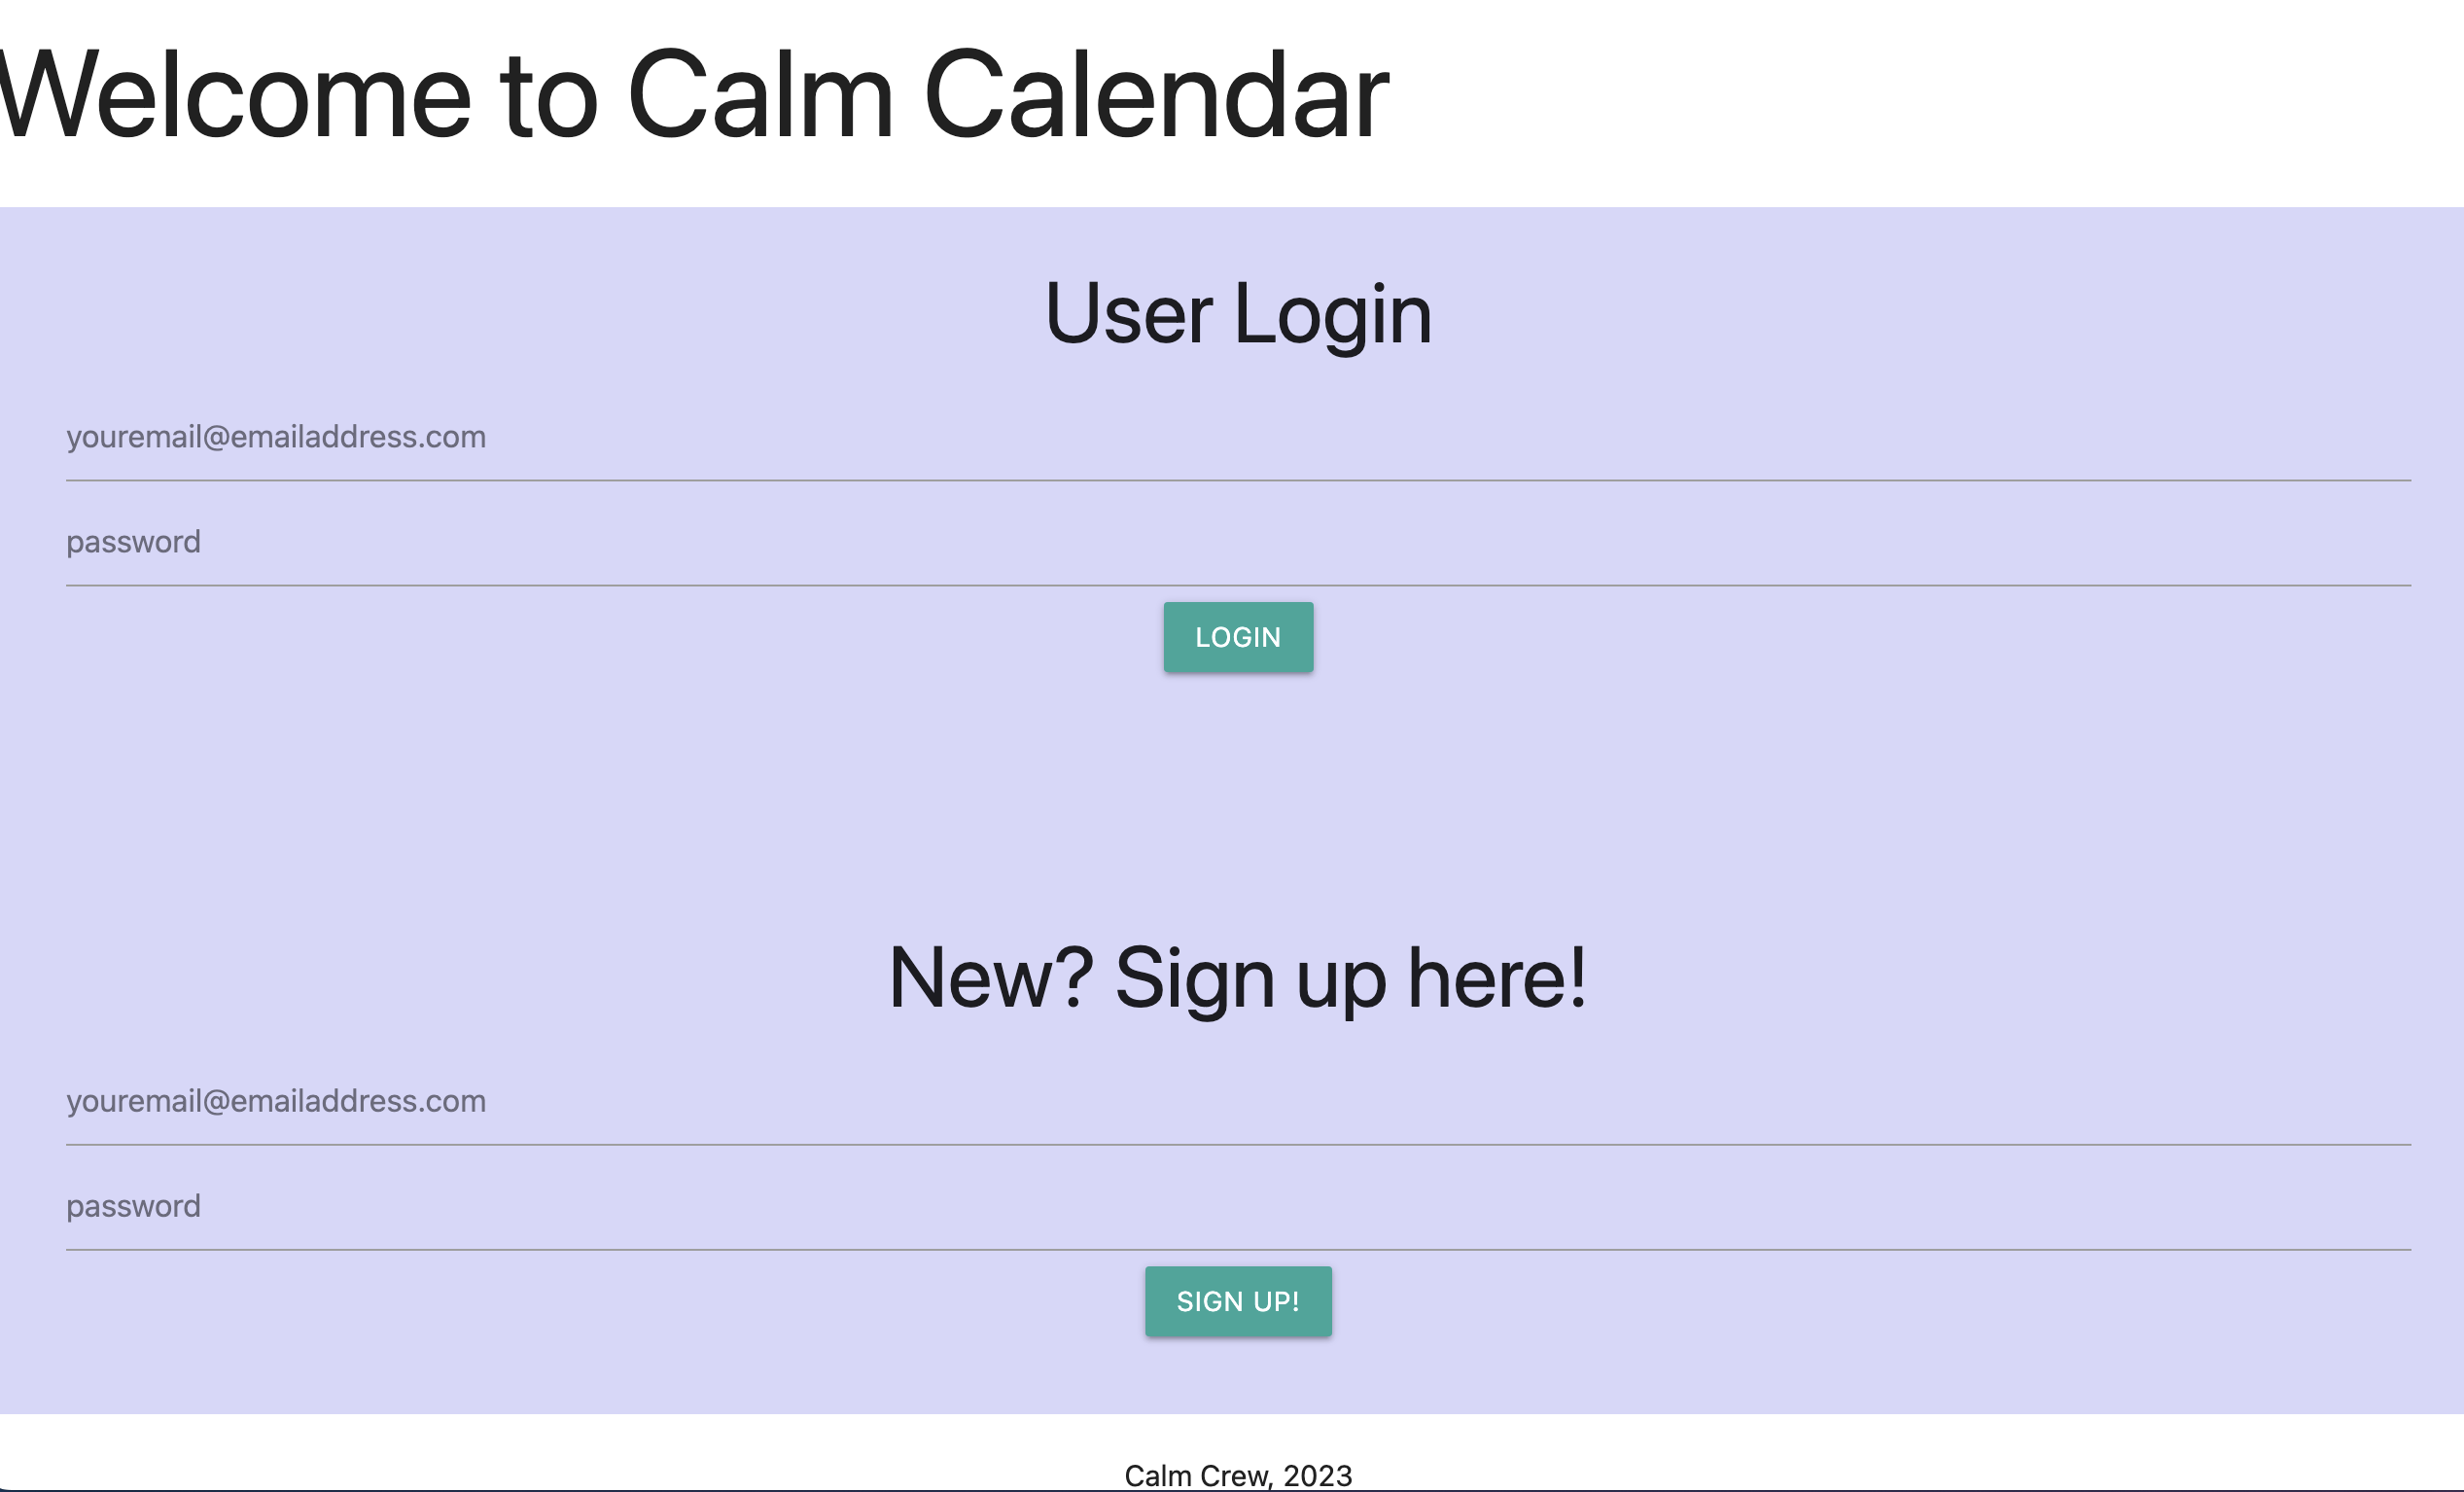 Welcome to Calm Calendar
User Login
youremail@emailaddress.com
password
LOGIN
New? Sign up here!
youremail@emailaddress.com
password
SIGN UP!
Calm Crew, 2023